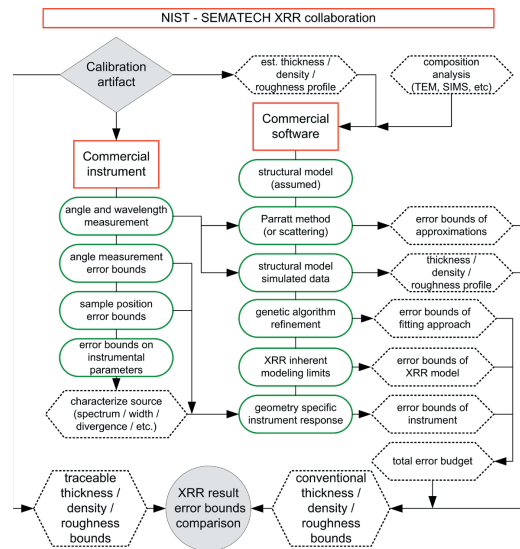 NIST - SEMATECH XRR collaboration
Calibration
artifact
est. thickness /
density /
roughness profile
composition
analysis
(TEM, SIMS, etc)
Commercial
instrument
Commercial
software
angle and wavelength
measurement
angle measurement
error bounds
sample position
error bounds
error bounds on
instrumental
parameters
characterize source
(spectrum / width /
divergence / etc.)
structural model
(assumed)
Parratt method
(or scattering)
structural model
simulated data
genetic algorithm
refinement
XRR inherent
modeling limits
geometry specific
instrument response
error bounds of
approximations
thickness /
density /
roughness profile
error bounds of
fitting approach
error bounds of
XRR model
error bounds of
instrument
total error budget
traceable
thickness /
density /
roughness
bounds
XRR result
error bounds
comparison
conventional
thickness /
density /
roughness
bounds